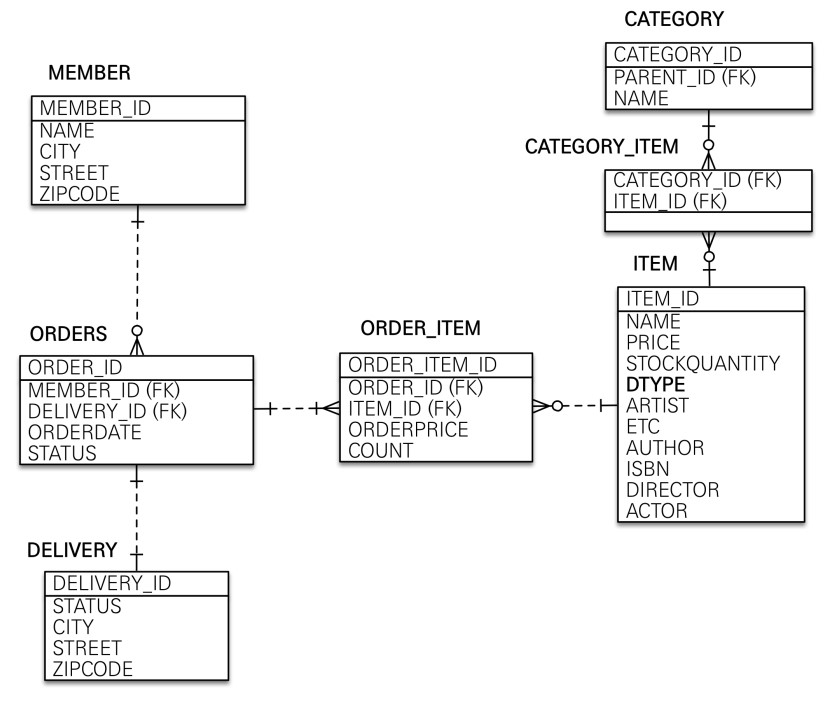 CATEGORY
CATEGORY_ID
PARENT_ID (FK)
NAME
MEMBER
MEMBER_ID
NAME
CITY
STREET
ZIPCODE
CATEGORY_ITEM
CATEGORY_ID (FK)
ITEM_ID (FK)
ITEM
ITEM_ID
NAME
PRICE
STOCKQUANTITY
DTYPE
ARTIST
ETC
AUTHOR
ISBN
DIRECTOR
ACTOR
ORDERS
ORDER_ID
MEMBER_ID (FK)
DELIVERY_ID (FK)
ORDERDATE
STATUS
ORDER_ITEM
ORDER_ITEM_ID
ORDER_ID (FK)
ITEM_ID (FK)
ORDERPRICE
COUNT
DELIVERY
DELIVERY_ID
STATUS
CITY
STREET
ZIPCODE